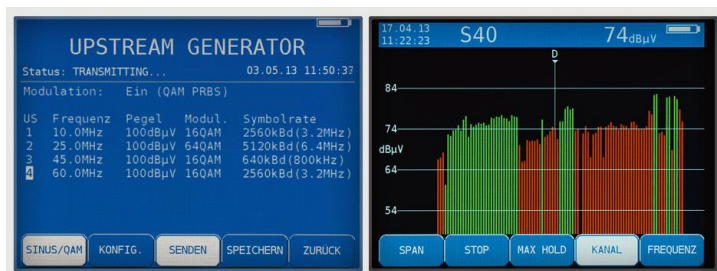 UPSTREAM GENERATOR
Status: TRANSMITTING... 03.05.13 11:50:37
Modulation: Ein (QAM PRBS)
US Frequenz Pegel Modul. Symbolrate
1 10.0MHz 100dBµV 16QAM 2560kBd(3.2MHz)
2 25.0MHz 100dBµV 64QAM 5120kBd(6.4MHz)
3 45.0MHz 100dBµV 16QAM 640kBd(800kHz)
4 60.0MHz 100dBµV 16QAM 2560kBd(3.2MHz)
SINUS/QAM KONFIG. SENDEN SPEICHERN ZURÜCK
17.04.13
11:22:23
S40 74dBµV
D
84
74
dBµV
64
54
SPAN STOP MAX HOLD KANAL FREQUENZ